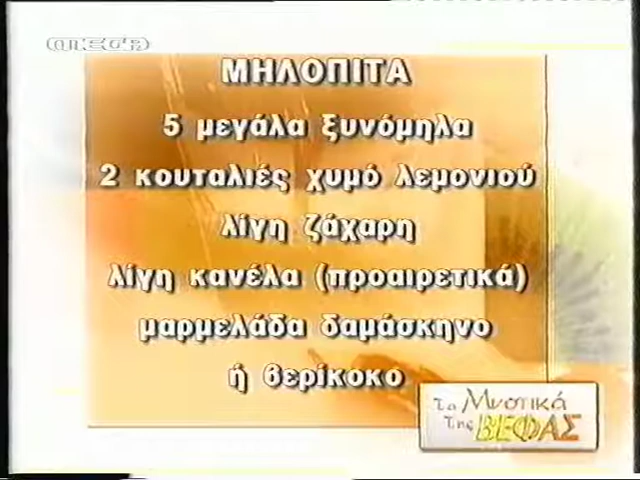 MEGA
ΜΗΛΟΠΙΤΑ
5 μεγάλα ξυνόμηλα
2 κουταλιές χυμό λεμονιού
λίγη ζάχαρη
λίγη κανέλα (προαιρετικά)
μαρμελάδα δαμάσκηνο
ή βερίκοκο
τα Μυστικά
της ΒΕΦΑΣ